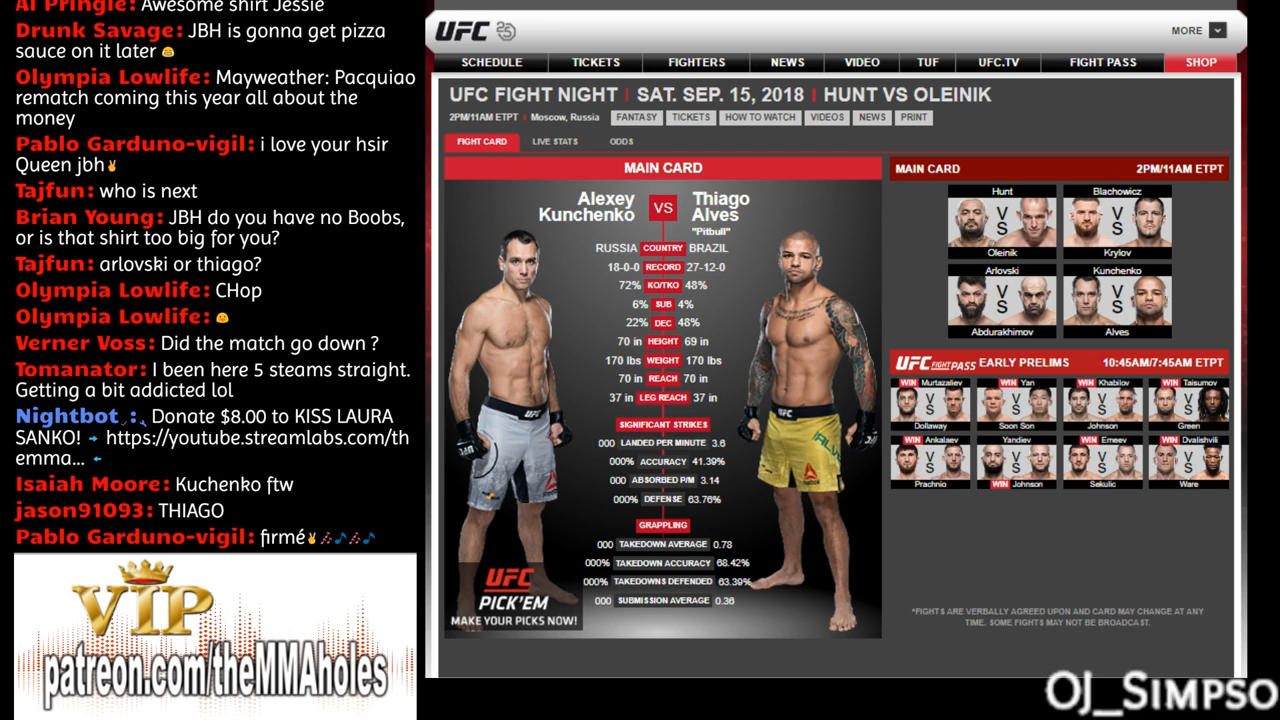 Al Pringle: Awesome shirt Jessie
Drunk Savage: JBH is gonna get pizza
sauce on it later
Olympia Lowlife: Mayweather: Pacquiao
rematch coming this year all about the
money
Pablo Garduno-vigil: i love your hsir
Queen jbh
Tajfun: who is next
Brian Young: JBH do you have no Boobs,
or is that shirt too big for you?
Tajfun: arlovski or thiago?
Olympia Lowlife: CHop
Olympia Lowlife:
Verner Voss: Did the match go down ?
Tomanator: I been here 5 steams straight.
Getting a bit addicted lol
Nightbot : Donate $8.00 to KISS LAURA
SANKO! → https://youtube.streamlabs.com/th
emma... ←
Isaiah Moore: Kuchenko ftw
jason91093: THIAGO
Pablo Garduno-vigil: firmé
VIP
patreon.com/theMMAholes
UFC 25
MORE
SCHEDULE TICKETS FIGHTERS NEWS VIDEO TUF UFC.TV FIGHT PASS SHOP
UFC FIGHT NIGHT | SAT. SEP. 15, 2018 | HUNT VS OLEINIK
2PM/11AM ETPT Moscow, Russia FANTASY TICKETS HOW TO WATCH VIDEOS NEWS PRINT
FIGHT CARD LIVE STATS ODDS
MAIN CARD
Alexey Kunchenko VS Thiago Alves
"Pitbull"
RUSSIA COUNTRY BRAZIL
18-0-0 RECORD 27-12-0
72% KO/TKO 48%
6% SUB 4%
22% DEC 48%
70 in HEIGHT 69 in
170 lbs WEIGHT 170 lbs
70 in REACH 70 in
37 in LEG REACH 37 in
SIGNIFICANT STRIKES
000 LANDED PER MINUTE 3.6
000% ACCURACY 41.39%
000 ABSORBED P/M 3.14
000% DEFENSE 63.76%
GRAPPLING
000 TAKEDOWN AVERAGE 0.78
000% TAKEDOWN ACCURACY 68.42%
000% TAKEDOWNS DEFENDED 63.39%
000 SUBMISSION AVERAGE 0.36
UFC
PICK'EM
MAKE YOUR PICKS NOW!
MAIN CARD 2PM/11AM ETPT
Hunt VS Oleinik
Blachowicz VS Krylov
Arlovski VS Abdurakhimov
Kunchenko VS Alves
UFC FIGHT PASS EARLY PRELIMS 10:45AM/7:45AM ETPT
WIN Murtazaliev VS Dollaway
WIN Yan VS Soon Son
WIN Khabilov VS Johnson
WIN Taisumov VS Green
WIN Ankalaev VS Prachnio
Yandiev VS WIN Johnson
WIN Emeev VS Sekulic
WIN Dvalishvili VS Ware
*FIGHTS ARE VERBALLY AGREED UPON AND CARD MAY CHANGE AT ANY
TIME. SOME FIGHTS MAY NOT BE BROADCAST.
OJ_SIMPSO